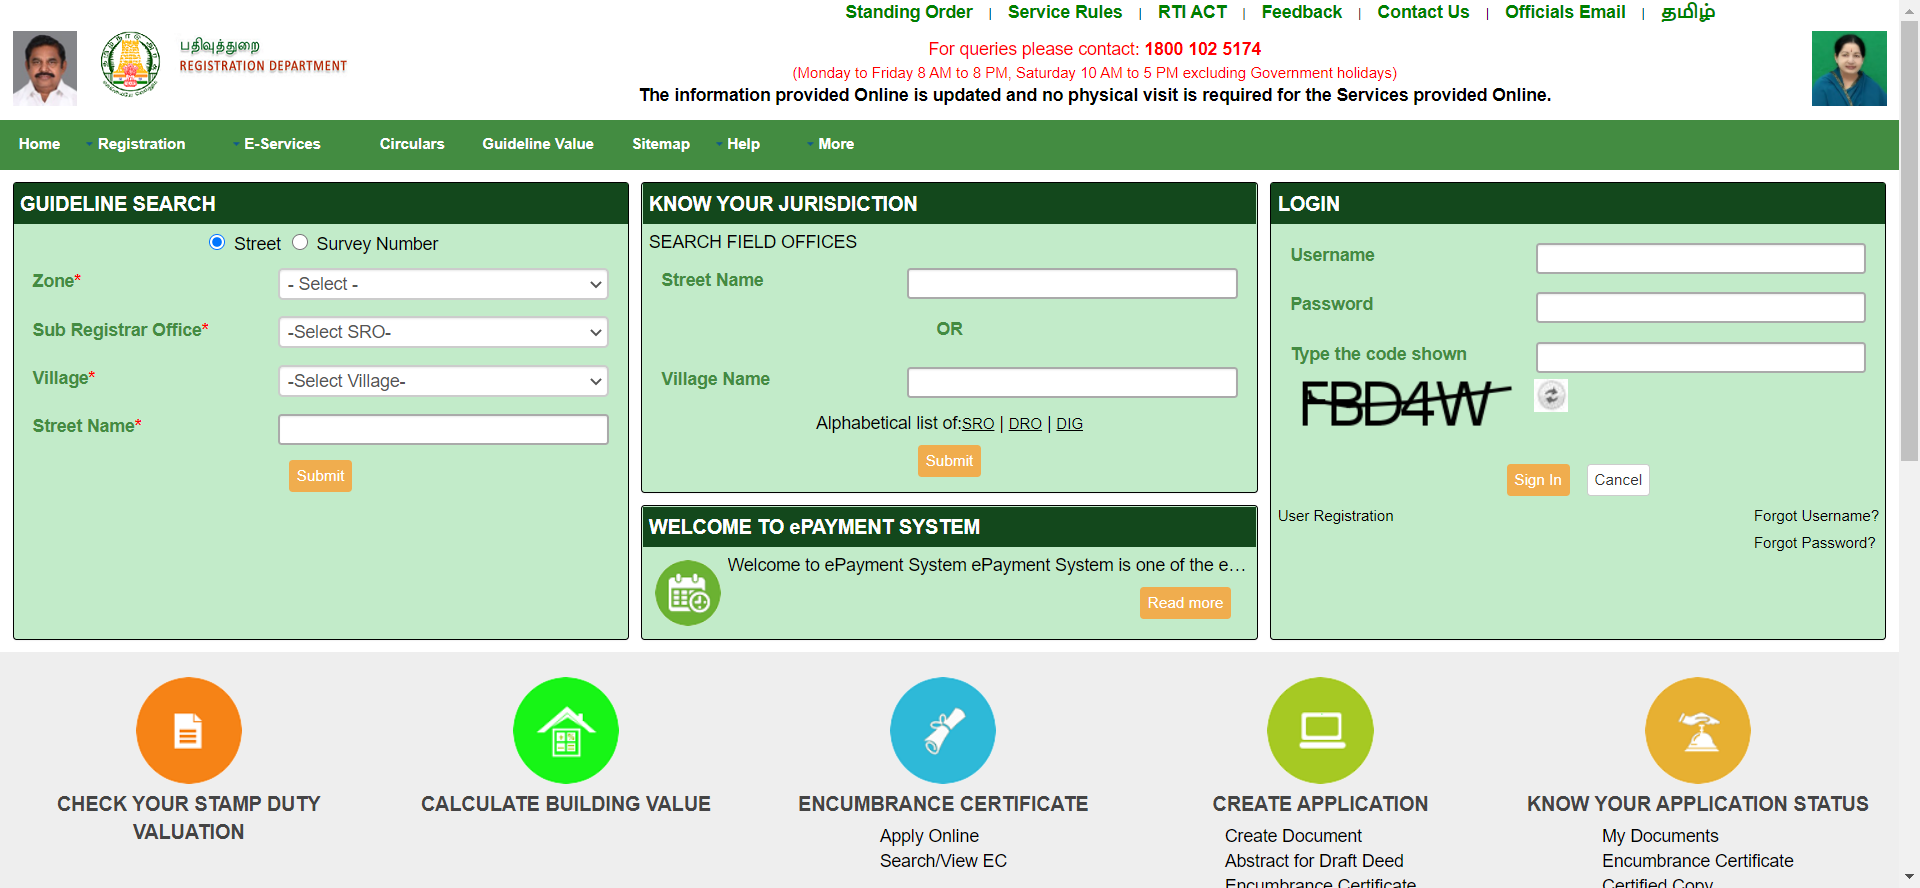 Standing Order | Service Rules | RTI ACT | Feedback | Contact Us | Officials Email | தமிழ்
பதிவுத்துறை
REGISTRATION DEPARTMENT
For queries please contact: 1800 102 5174
(Monday to Friday 8 AM to 8 PM, Saturday 10 AM to 5 PM excluding Government holidays)
The information provided Online is updated and no physical visit is required for the Services provided Online.
Home Registration E-Services Circulars Guideline Value Sitemap Help More
GUIDELINE SEARCH
Street Survey Number
Zone*
- Select -
Sub Registrar Office*
-Select SRO-
Village*
-Select Village-
Street Name*
Submit
KNOW YOUR JURISDICTION
SEARCH FIELD OFFICES
Street Name
OR
Village Name
Alphabetical list of:SRO | DRO | DIG
Submit
WELCOME TO ePAYMENT SYSTEM
Welcome to ePayment System ePayment System is one of the e...
Read more
LOGIN
Username
Password
Type the code shown
FBD4W
Sign In Cancel
User Registration
Forgot Username?
Forgot Password?
CHECK YOUR STAMP DUTY
VALUATION
CALCULATE BUILDING VALUE
ENCUMBRANCE CERTIFICATE
Apply Online
Search/View EC
CREATE APPLICATION
Create Document
Abstract for Draft Deed
Encumbrance Certificate
KNOW YOUR APPLICATION STATUS
My Documents
Encumbrance Certificate
Certified Copy